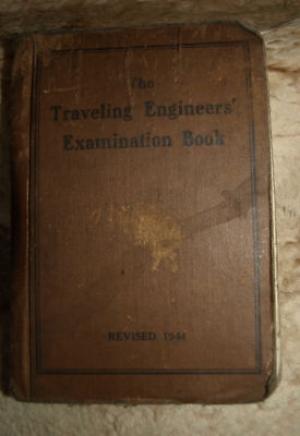 The
Traveling Engineers'
Examination Book
REVISED 1944